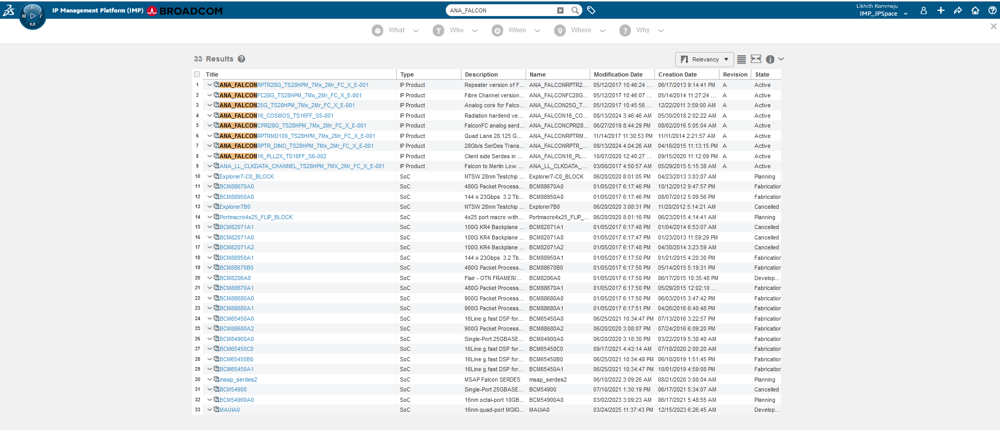 IP Management Platform (IMP) BROADCOM
ANA_FALCON
Likhith Kommoju
IMP_IPSpace
3D V.R
What Who When Where Why
33 Results
Relevancy
Title Type Description Name Modification Date Creation Date Revision State
1 ANA_FALCONRPTR28G_TS28HPM_7Mx_2Mr_FC_X_E-001 IP Product Repeater version of F... ANA_FALCONRPTR2... 05/12/2017 10:46:24 ... 06/17/2013 9:14:41 PM A Active
2 ANA_FALCONFC28G_TS28HPM_7Mx_2Mr_FC_X_E-001 IP Product Fibre Channel version... ANA_FALCONFC28G... 05/12/2017 10:46:07 ... 05/14/2014 11:27:24 ... A Active
3 ANA_FALCON25G_TS28HPM_7Mx_2Mr_FC_X_E-001 IP Product Analog core for Falco... ANA_FALCON25G_T... 05/12/2017 10:45:56 ... 12/22/2011 3:59:00 AM A Active
4 ANA_FALCON16_COSMOS_TS16FF_S5-001 IP Product Radiation hardend ve... ANA_FALCON16_CO... 08/13/2024 3:46:46 AM 05/30/2018 2:02:22 AM A Active
5 ANA_FALCONCPRI28G_TS28HPM_7Mx_2Mr_FC_X_E-001 IP Product FalconFC analog serd... ANA_FALCONCPRI28... 06/27/2019 8:44:29 PM 08/02/2016 5:05:04 AM A Active
6 ANA_FALCONRPTRMD100_TS28HPM_7Mx_2Mr_FC_X_E-001 IP Product Quad Lane 28.125 G... ANA_FALCONRPTRM... 11/14/2017 11:30:53 PM 11/11/2014 2:21:57 AM A Active
7 ANA_FALCONRPTR_DINO_TS28HPM_7Mx_2Mr_FC_X_E-001 IP Product 28Gb/s SerDes Trans... ANA_FALCONRPTR_... 08/13/2024 4:04:26 AM 04/16/2015 11:13:15 PM A Active
8 ANA_FALCON16_PLL2X_TS16FF_S6-002 IP Product Client side Serdes in ... ANA_FALCON16_PL... 10/07/2020 12:40:27 ... 09/15/2020 11:12:09 PM A Active
9 ANA_LL_CLKDATA_CHANNEL_TS28HPM_7MX_2Mr_FC_X_E-001 IP Product Falcon to Merlin Low ... ANA_LL_CLKDATA_... 03/08/2017 4:50:57 AM 05/29/2015 5:15:38 AM A Active
10 Explorer7-C0_BLOCK SoC NTSW 28nm Testchip ... Explorer7-C0_BLOCK 06/20/2020 8:01:05 PM 04/23/2013 3:03:07 AM Planning
11 BCM88670A0 SoC 480G Packet Process... BCM88670A0 01/05/2017 6:17:46 PM 10/12/2012 9:47:57 PM Fabrication
12 BCM88950A0 SoC 144 x 23Gbps 3.2 Tb... BCM88950A0 01/05/2017 6:17:46 PM 08/07/2012 5:09:56 PM Fabrication
13 Explorer7B0 SoC NTSW 28nm Testchip ... Explorer7B0 06/20/2020 3:08:31 PM 11/20/2012 5:14:21 AM Cancelled
14 Portmacro4x25_FLIP_BLOCK SoC 4x25 port macro with... Portmacro4x25_FLIP_... 06/20/2020 8:01:16 PM 06/23/2015 4:14:41 AM Planning
15 BCM82071A1 SoC 100G KR4 Backplane ... BCM82071A1 01/05/2017 6:17:48 PM 01/04/2014 6:53:07 AM Cancelled
16 BCM82071A0 SoC 100G KR4 Backplane ... BCM82071A0 01/05/2017 6:17:47 PM 01/23/2013 11:59:29 PM Cancelled
17 BCM82071A2 SoC 100G KR4 Backplane ... BCM82071A2 01/05/2017 6:17:48 PM 04/30/2014 3:23:59 AM Cancelled
18 BCM88950A1 SoC 144 x 23Gbps 3.2 Tb... BCM88950A1 01/05/2017 6:17:50 PM 01/21/2015 4:20:30 PM Fabrication
19 BCM88670B0 SoC 480G Packet Process... BCM88670B0 01/05/2017 6:17:50 PM 05/14/2015 5:19:31 PM Fabrication
20 BCM8206A0 SoC Flair - OTN FRAMER/... BCM8206A0 01/05/2017 6:17:50 PM 06/17/2015 10:35:48 PM Develop...
21 BCM88670A1 SoC 480G Packet Process... BCM88670A1 01/05/2017 6:17:50 PM 05/29/2015 12:02:10 ... Fabrication
22 BCM88680A0 SoC 900G Packet Process... BCM88680A0 01/05/2017 6:17:50 PM 06/03/2015 3:47:42 PM Fabrication
23 BCM88680A1 SoC 900G Packet Process... BCM88680A1 01/05/2017 6:17:51 PM 04/26/2016 6:40:48 PM Fabrication
24 BCM65450A0 SoC 16Line g.fast DSP for... BCM65450A0 06/25/2021 10:34:47 PM 07/13/2016 3:22:57 PM Fabrication
25 BCM88680A2 SoC 900G Packet Process... BCM88680A2 06/20/2020 3:08:07 PM 07/24/2016 6:09:20 PM Fabrication
26 BCM84900A0 SoC Single-Port 25GBASE... BCM84900A0 06/20/2020 3:18:30 PM 03/22/2019 5:30:40 AM Fabrication
27 BCM65450C0 SoC 16Line g.fast DSP for... BCM65450C0 09/17/2021 4:43:14 AM 07/18/2020 2:00:20 AM Fabrication
28 BCM65450B0 SoC 16Line g.fast DSP for... BCM65450B0 06/25/2021 10:34:48 PM 06/10/2019 1:51:45 PM Fabrication
29 BCM65450A1 SoC 16Line g.fast DSP for... BCM65450A1 06/25/2021 10:34:47 PM 10/01/2019 4:59:08 PM Fabrication
30 msap_serdes2 SoC MSAP Falcon SERDES msap_serdes2 06/10/2022 3:09:26 AM 08/21/2020 3:08:04 AM Planning
31 BCM54900 SoC Single-Port 25GBASE... BCM54900 07/10/2021 1:30:19 PM 06/17/2021 5:34:07 AM Cancelled
32 BCM54900A0 SoC 16nm octal-port 10GB... BCM54900A0 03/02/2023 3:09:23 AM 06/17/2021 5:48:55 AM Planning
33 MAUIA0 SoC 16nm quad-port MGIG... MAUIA0 03/24/2025 11:37:43 PM 12/15/2023 6:26:45 AM Develop...